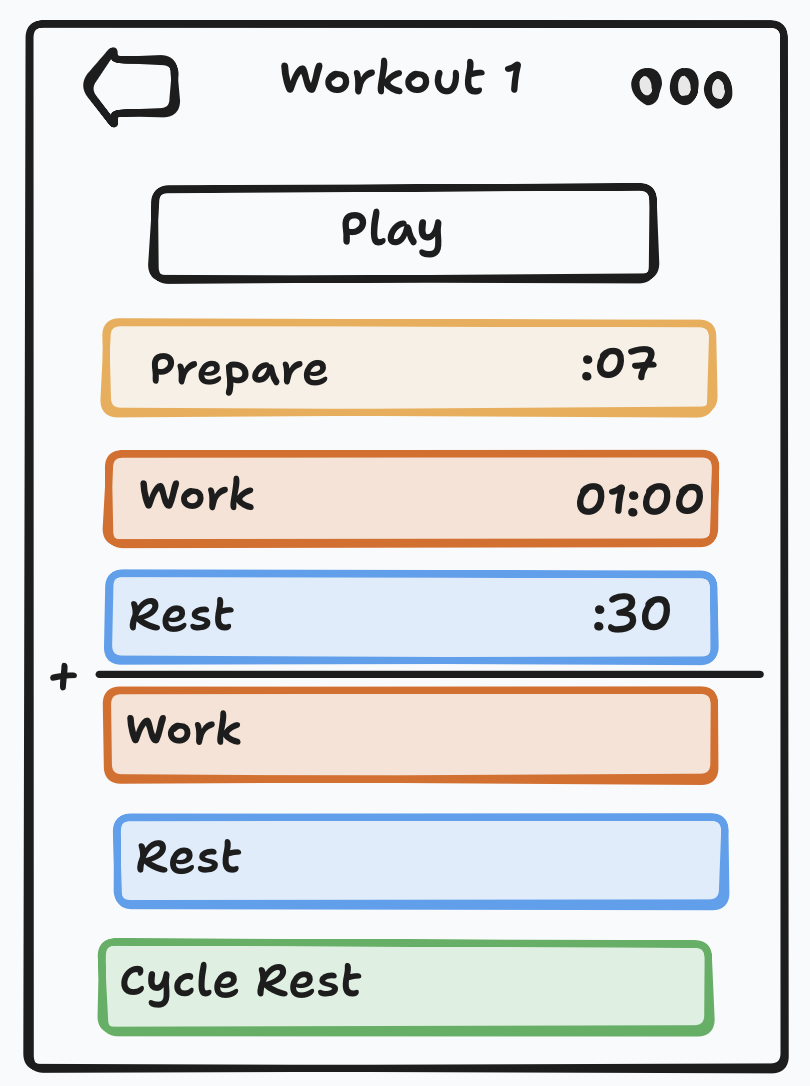 Workout 1
Play
Prepare :07
Work 01:00
Rest :30
+
Work
Rest
Cycle Rest